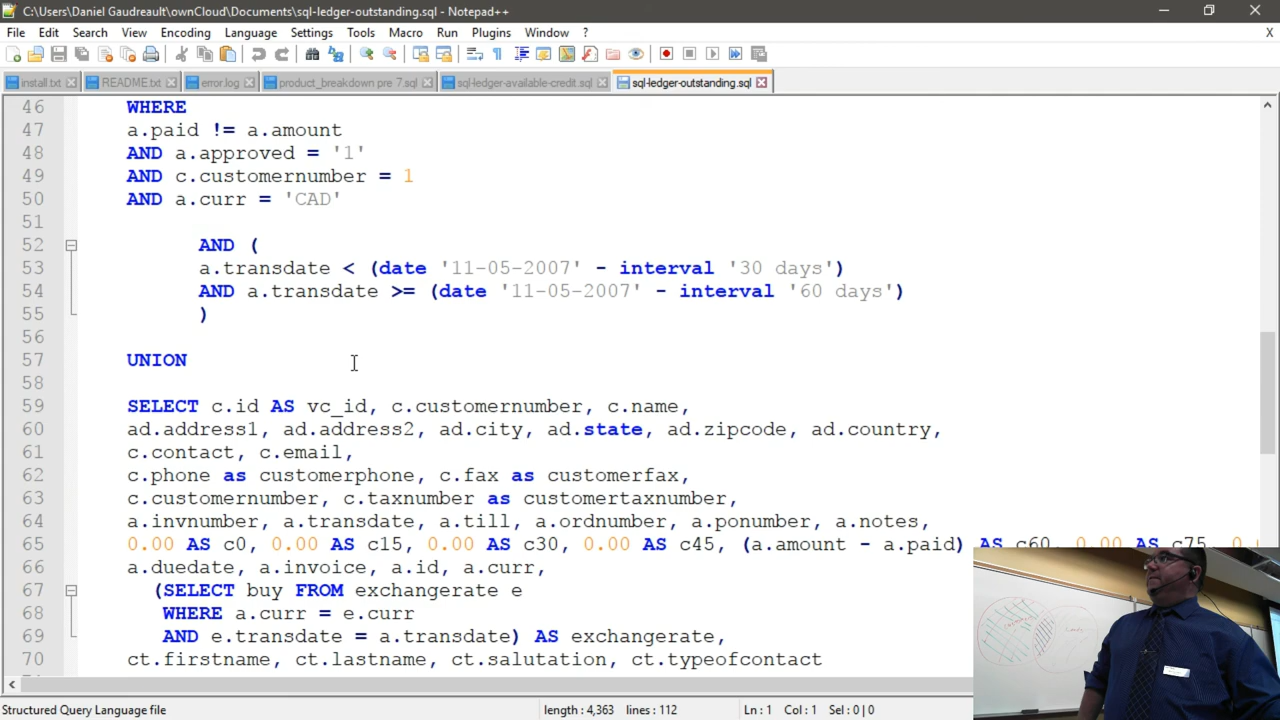 C:\Users\Daniel Gaudreault\ownCloud\Documents\sql-ledger-outstanding.sql - Notepad++
File Edit Search View Encoding Language Settings Tools Macro Run Plugins Window ? X
install.txt README.txt error.log product_breakdown pre 7.sql sql-ledger-available-credit.sql sql-ledger-outstanding.sql
46 WHERE
47 a.paid != a.amount
48 AND a.approved = '1'
49 AND c.customernumber = 1
50 AND a.curr = 'CAD'
51
52 AND (
53 a.transdate < (date '11-05-2007' - interval '30 days')
54 AND a.transdate >= (date '11-05-2007' - interval '60 days')
55 )
56
57 UNION
58
59 SELECT c.id AS vc_id, c.customernumber, c.name,
60 ad.address1, ad.address2, ad.city, ad.state, ad.zipcode, ad.country,
61 c.contact, c.email,
62 c.phone as customerphone, c.fax as customerfax,
63 c.customernumber, c.taxnumber as customertaxnumber,
64 a.invnumber, a.transdate, a.till, a.ordnumber, a.ponumber, a.notes,
65 0.00 AS c0, 0.00 AS c15, 0.00 AS c30, 0.00 AS c45, (a.amount - a.paid) AS c60, 0.00 AS c75,
66 a.duedate, a.invoice, a.id, a.curr,
67 (SELECT buy FROM exchangerate e
68 WHERE a.curr = e.curr
69 AND e.transdate = a.transdate) AS exchangerate,
70 ct.firstname, ct.lastname, ct.salutation, ct.typeofcontact
Structured Query Language file length : 4,363 lines : 112 Ln : 1 Col : 1 Sel : 0 | 0